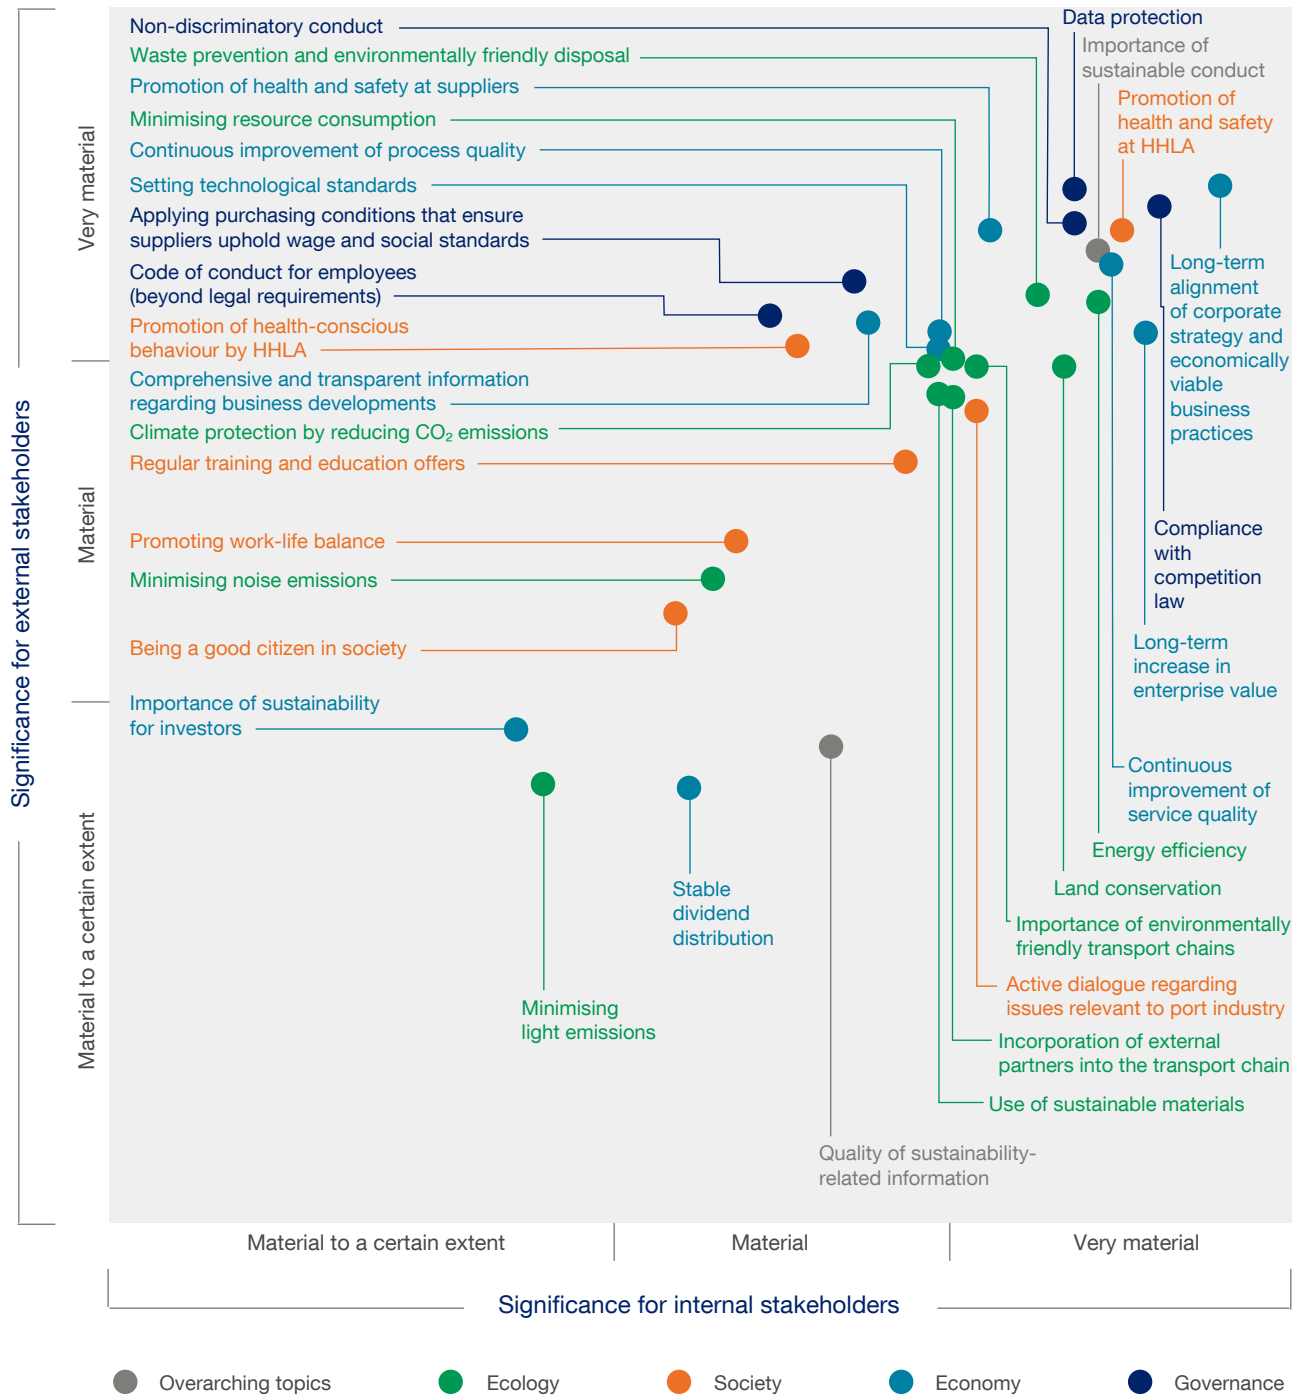 Non-discriminatory conduct
Waste prevention and environmentally friendly disposal
Promotion of health and safety at suppliers
Minimising resource consumption
Continuous improvement of process quality
Setting technological standards
Applying purchasing conditions that ensure
suppliers uphold wage and social standards
Code of conduct for employees
(beyond legal requirements)
Promotion of health-conscious
behaviour by HHLA
Comprehensive and transparent information
regarding business developments
Climate protection by reducing CO₂ emissions
Regular training and education offers
Promoting work-life balance
Minimising noise emissions
Being a good citizen in society
Importance of sustainability
for investors
Data protection
Importance of
sustainable conduct
Promotion of
health and safety
at HHLA
Long-term
alignment
of corporate
strategy and
economically
viable
business
practices
Compliance
with
competition
law
Long-term
increase in
enterprise value
Continuous
improvement of
service quality
Energy efficiency
Land conservation
Importance of environmentally
friendly transport chains
Active dialogue regarding
issues relevant to port industry
Incorporation of external
partners into the transport chain
Use of sustainable materials
Stable
dividend
distribution
Minimising
light emissions
Quality of sustainability-
related information
Significance for external stakeholders
Very material
Material
Material to a certain extent
Material to a certain extent
Material
Very material
Significance for internal stakeholders
Overarching topics
Ecology
Society
Economy
Governance